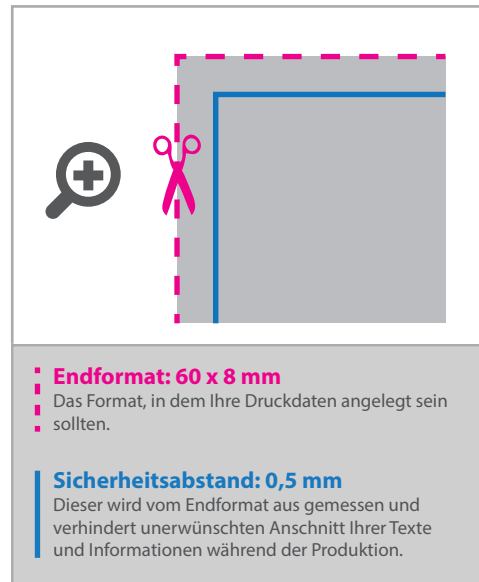 Endformat: 60 x 8 mm
Das Format, in dem Ihre Druckdaten angelegt sein
sollten.
Sicherheitsabstand: 0,5 mm
Dieser wird vom Endformat aus gemessen und
verhindert unerwünschten Anschnitt Ihrer Texte
und Informationen während der Produktion.